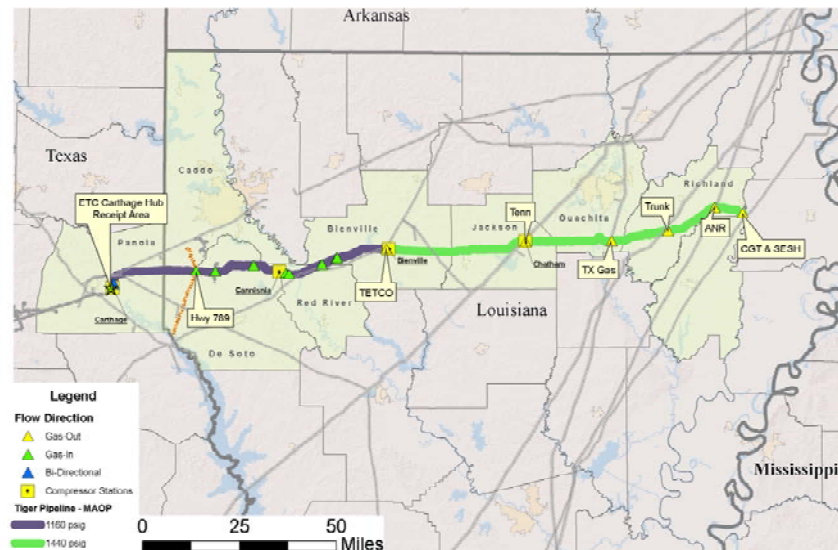 Arkansas
Texas
Caddo
Richland
ETC Carthage Hub
Receipt Area
Panola
Bienville
Jackson
Tenn
Ouachita
Trunk
ANR
CGT & SESH
Bienville
Chatham
TX Gas
TETCO
Carthage
Hwy 789
Red River
Louisiana
De Soto
Legend
Flow Direction
Gas-Out
Gas-In
Bi-Directional
Compressor Stations
Tiger Pipeline - MAOP
1160 psig
1440 psig
0 25 50
Miles
Mississippi